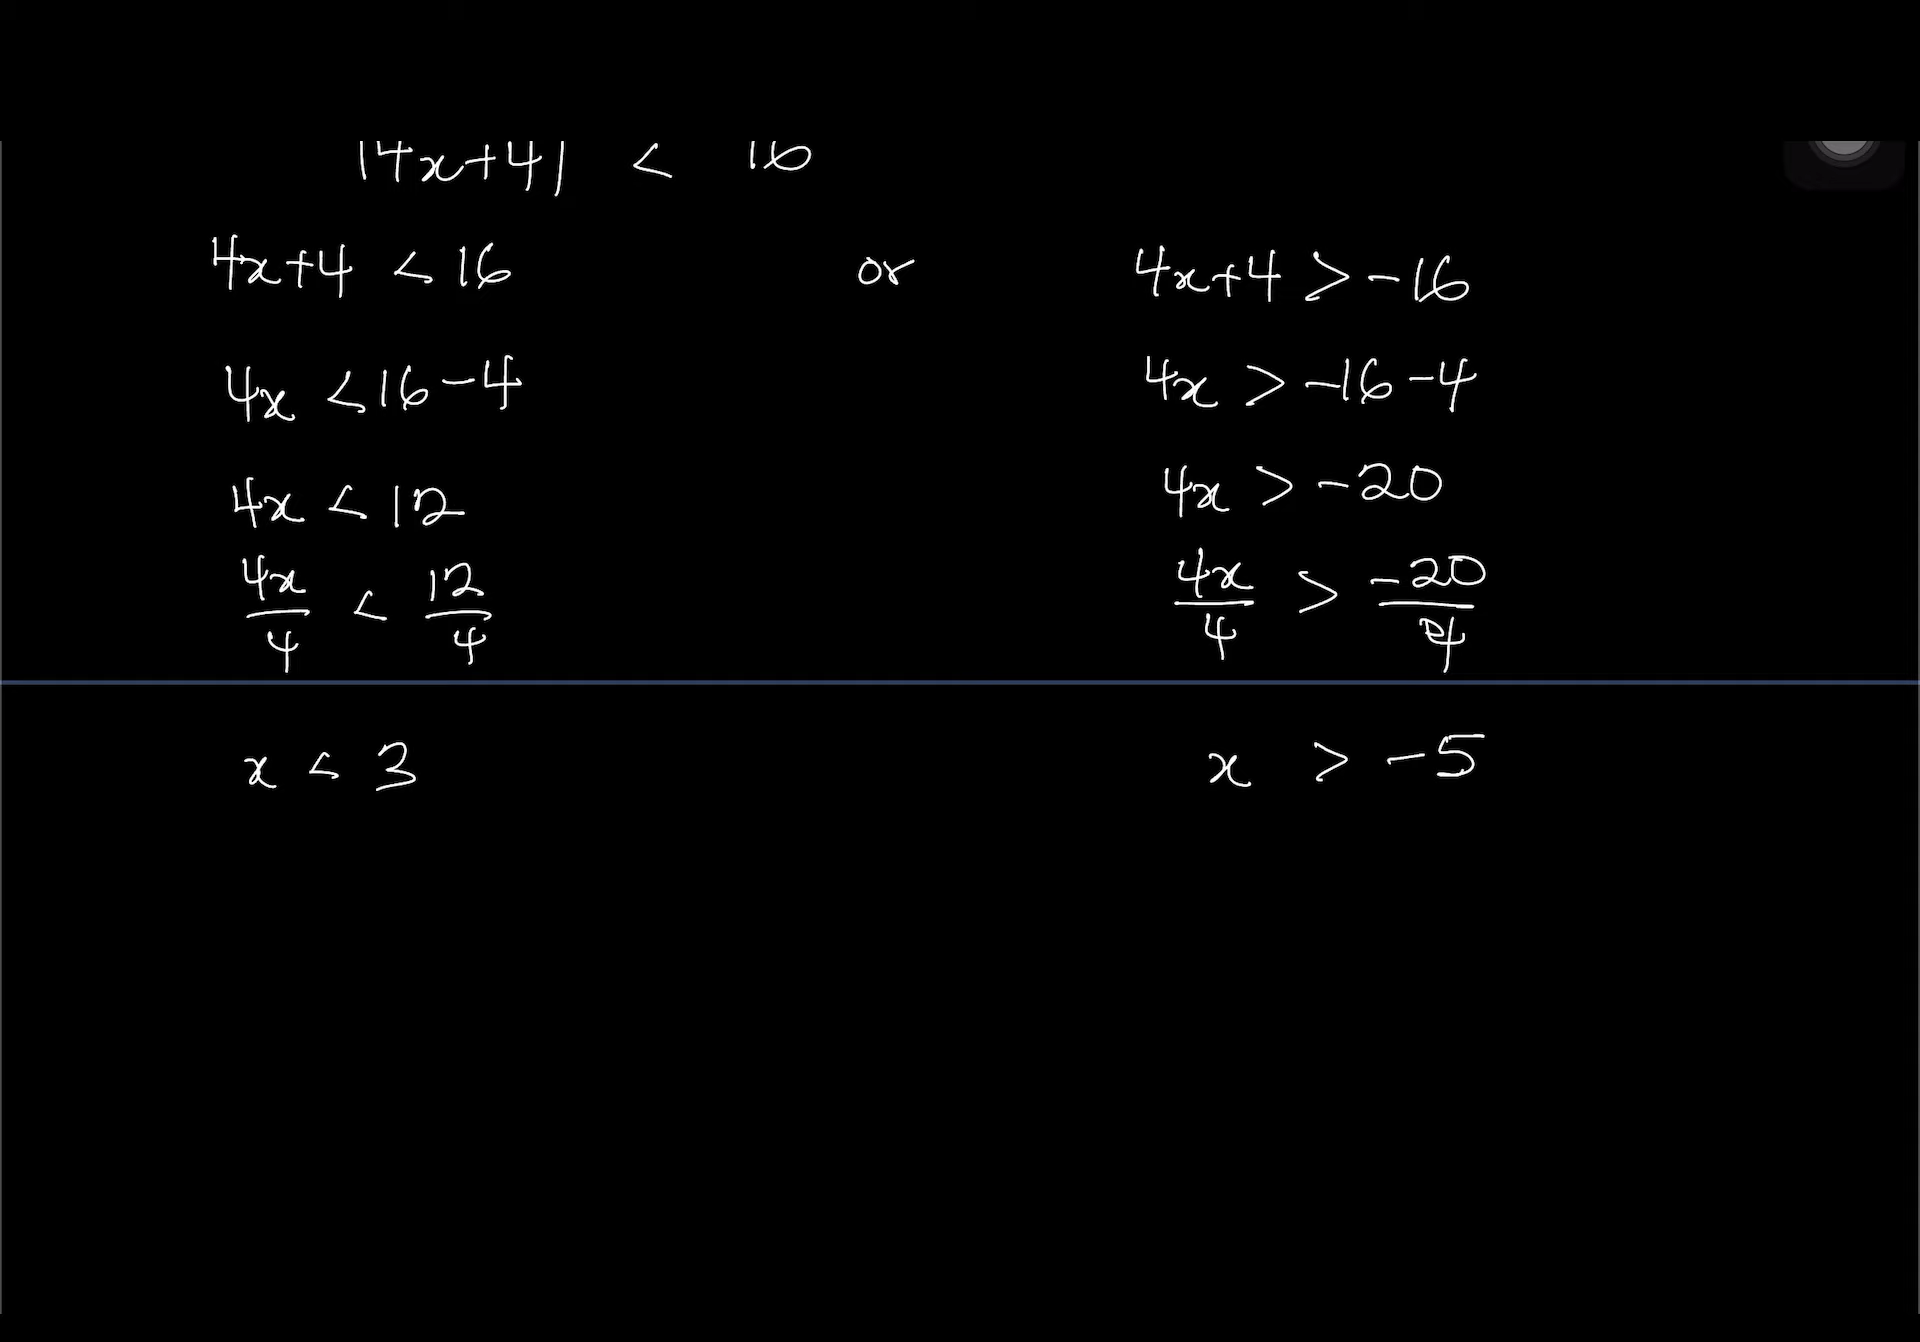 |4x+4| < 16
4x+4 < 16 or 4x+4 > -16
4x < 16-4 4x > -16-4
4x < 12 4x > -20
4x/4 < 12/4 4x/4 > -20/4
x < 3 x > -5